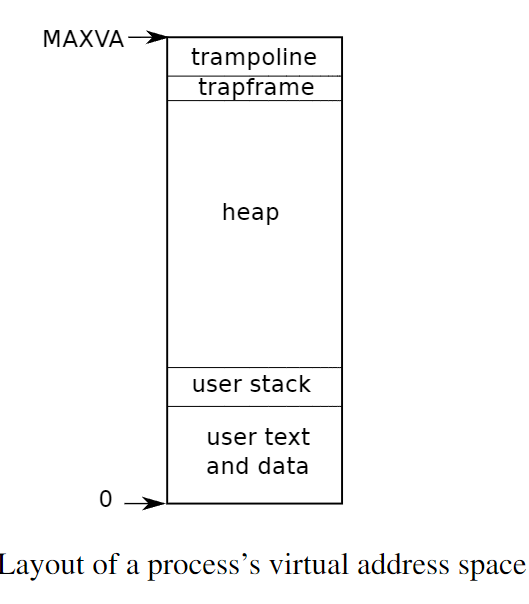 MAXVA
trampoline
trapframe
heap
user stack
user text
and data
0
Layout of a process’s virtual address space